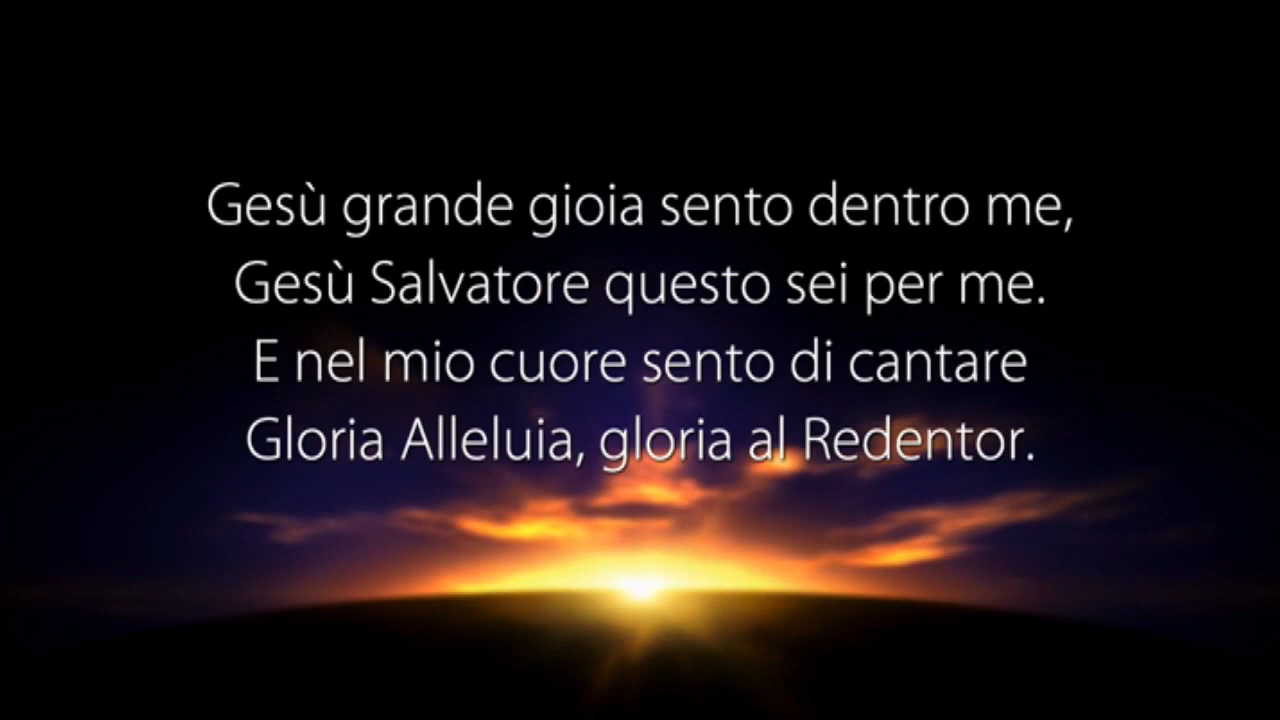 Gesù grande gioia sento dentro me,
Gesù Salvatore questo sei per me.
E nel mio cuore sento di cantare
Gloria Alleluia, gloria al Redentor.